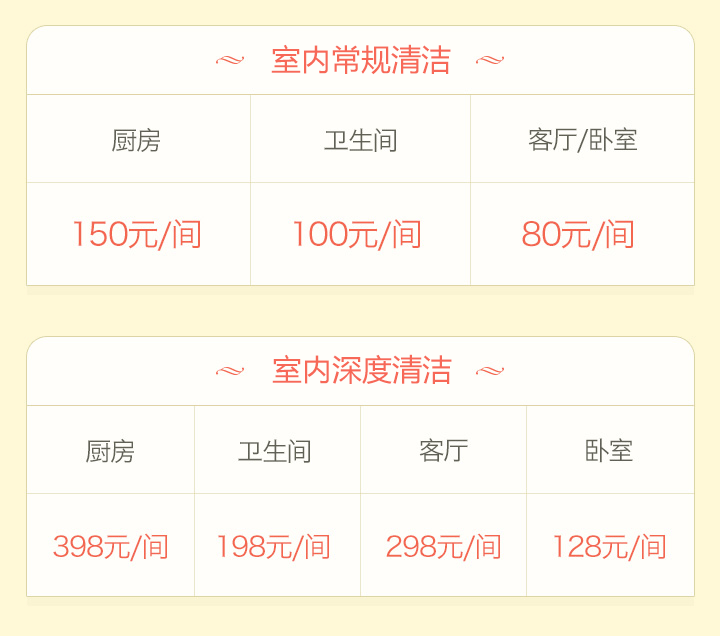 室内常规清洁
厨房 卫生间 客厅/卧室
150元/间 100元/间 80元/间
室内深度清洁
厨房 卫生间 客厅 卧室
398元/间 198元/间 298元/间 128元/间